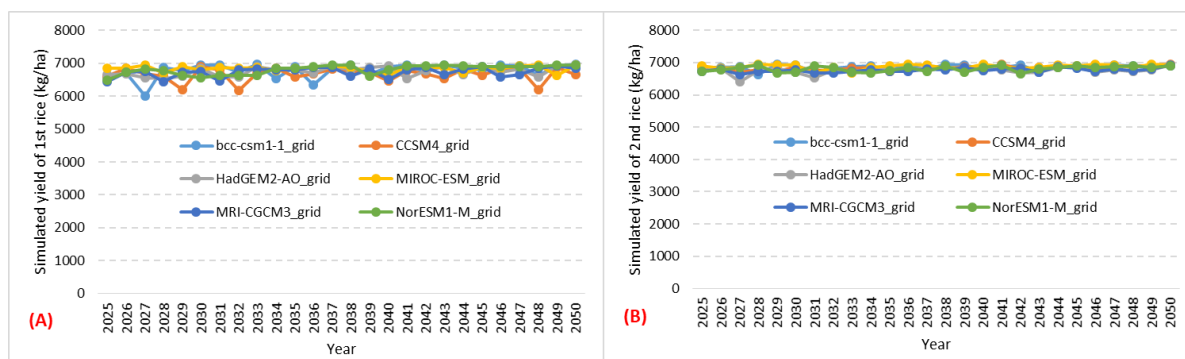 8000
7000
6000
5000
4000
3000
2000
1000
0
Simulated yield of 1st rice (kg/ha)
bcc-csm1-1_grid
CCSM4_grid
HadGEM2-AO_grid
MIROC-ESM_grid
MRI-CGCM3_grid
NorESM1-M_grid
2025 2026 2027 2028 2029 2030 2031 2032 2033 2034 2035 2036 2037 2038 2039 2040 2041 2042 2043 2044 2045 2046 2047 2048 2049 2050
(A)
Year
8000
7000
6000
5000
4000
3000
2000
1000
0
Simulated yield of 2nd rice (kg/ha)
bcc-csm1-1_grid
CCSM4_grid
HadGEM2-AO_grid
MIROC-ESM_grid
MRI-CGCM3_grid
NorESM1-M_grid
2025 2026 2027 2028 2029 2030 2031 2032 2033 2034 2035 2036 2037 2038 2039 2040 2041 2042 2043 2044 2045 2046 2047 2048 2049 2050
(B)
Year